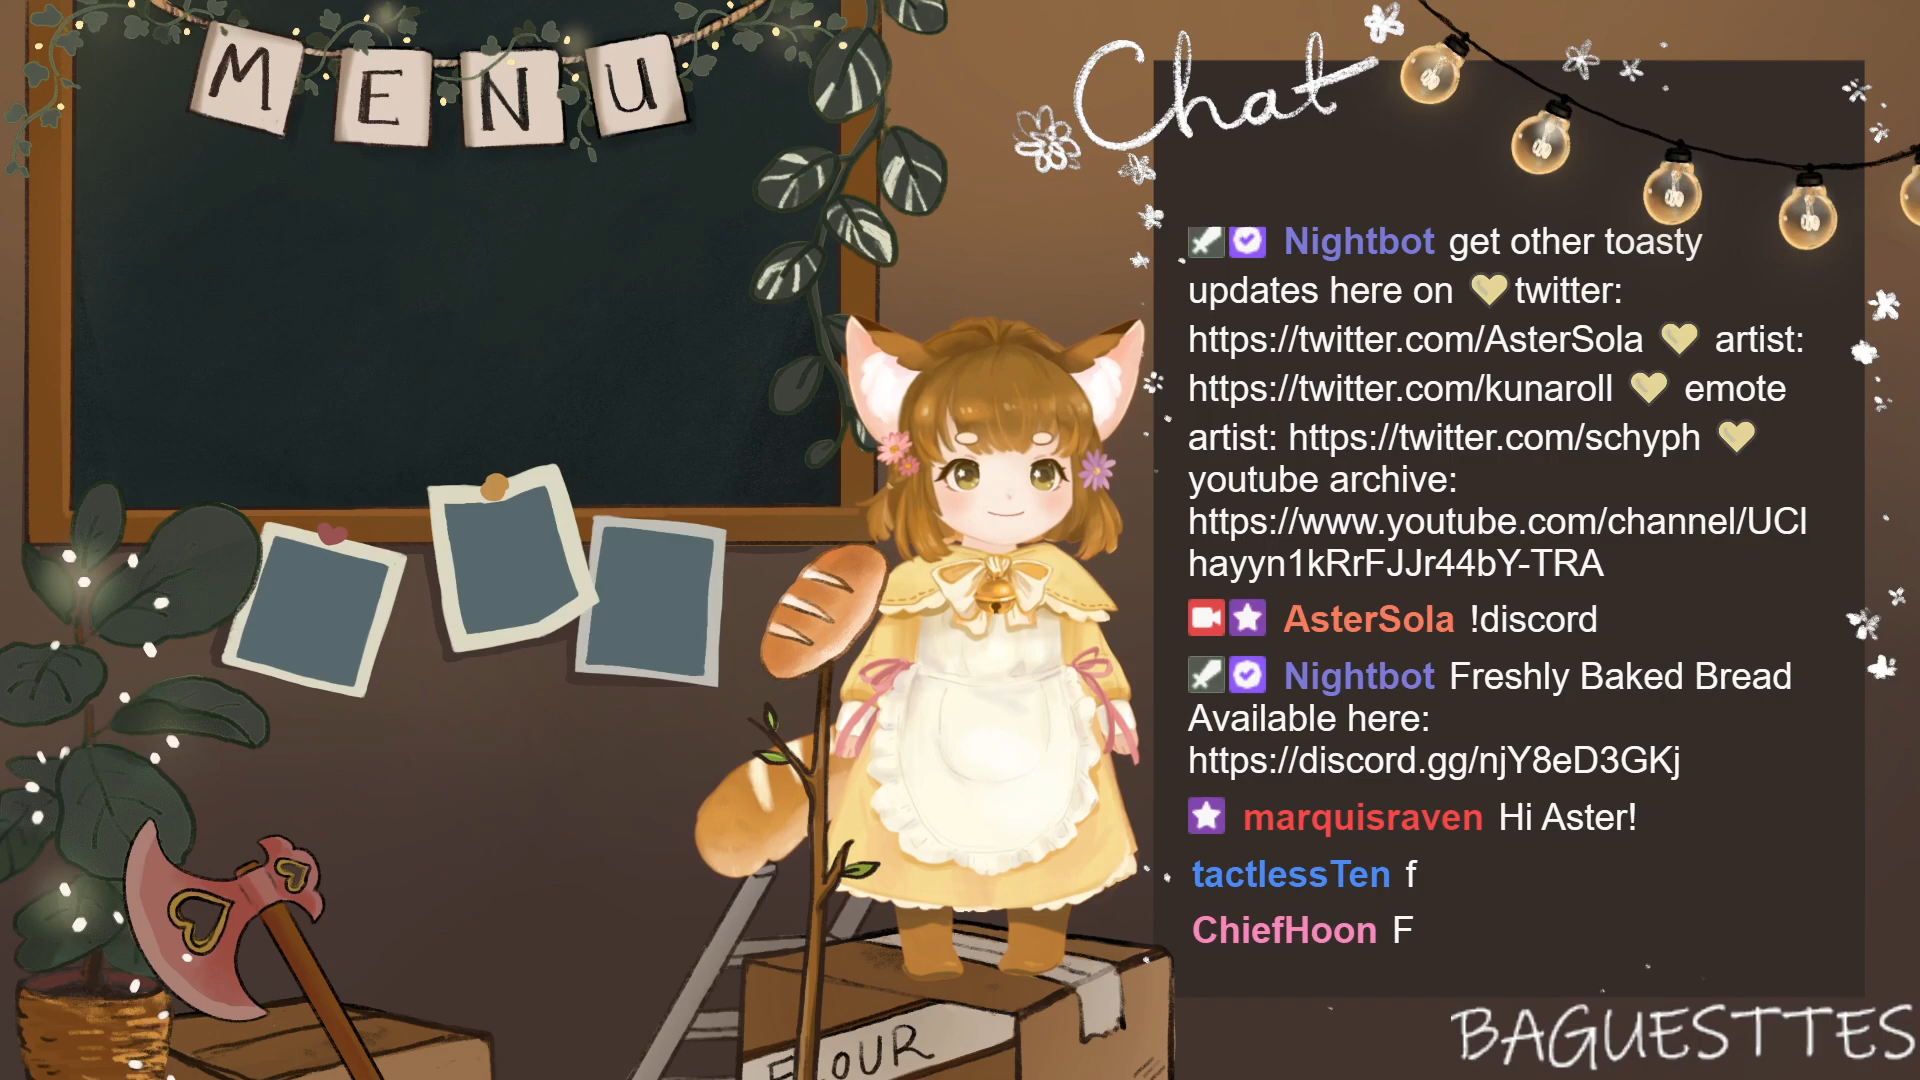 MENU
Chat
Nightbot get other toasty
updates here on twitter:
https://twitter.com/AsterSola artist:
https://twitter.com/kunaroll emote
artist: https://twitter.com/schyph
youtube archive:
https://www.youtube.com/channel/UCl
hayyn1kRrFJJr44bY-TRA
AsterSola !discord
Nightbot Freshly Baked Bread
Available here:
https://discord.gg/njY8eD3GKj
marquisraven Hi Aster!
tactlessTen f
ChiefHoon F
FLOUR
BAGUESTTES